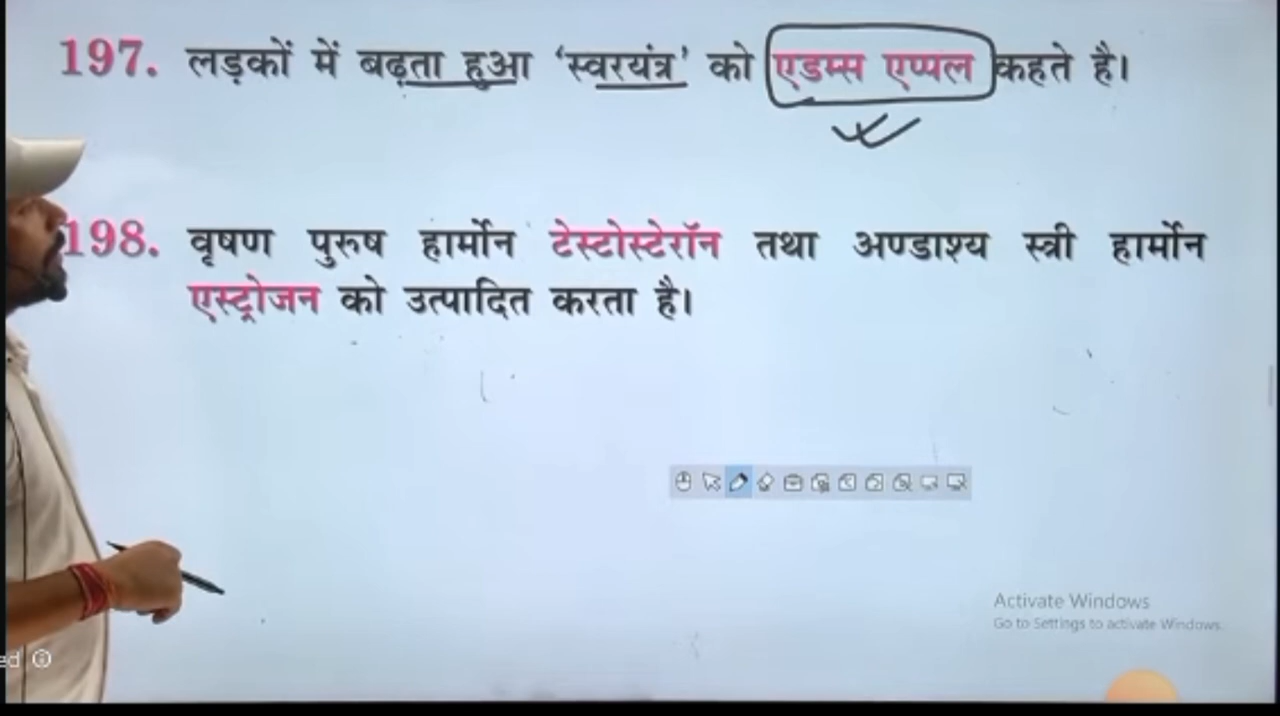 197. लड़कों में बढ़ता हुआ 'स्वरयंत्र' को एडम्स एप्पल कहते है।
198. वृषण पुरुष हार्मोन टेस्टोस्टेरॉन तथा अण्डाश्य स्त्री हार्मोन
एस्ट्रोजन को उत्पादित करता है।
Activate Windows
Go to Settings to activate Windows.